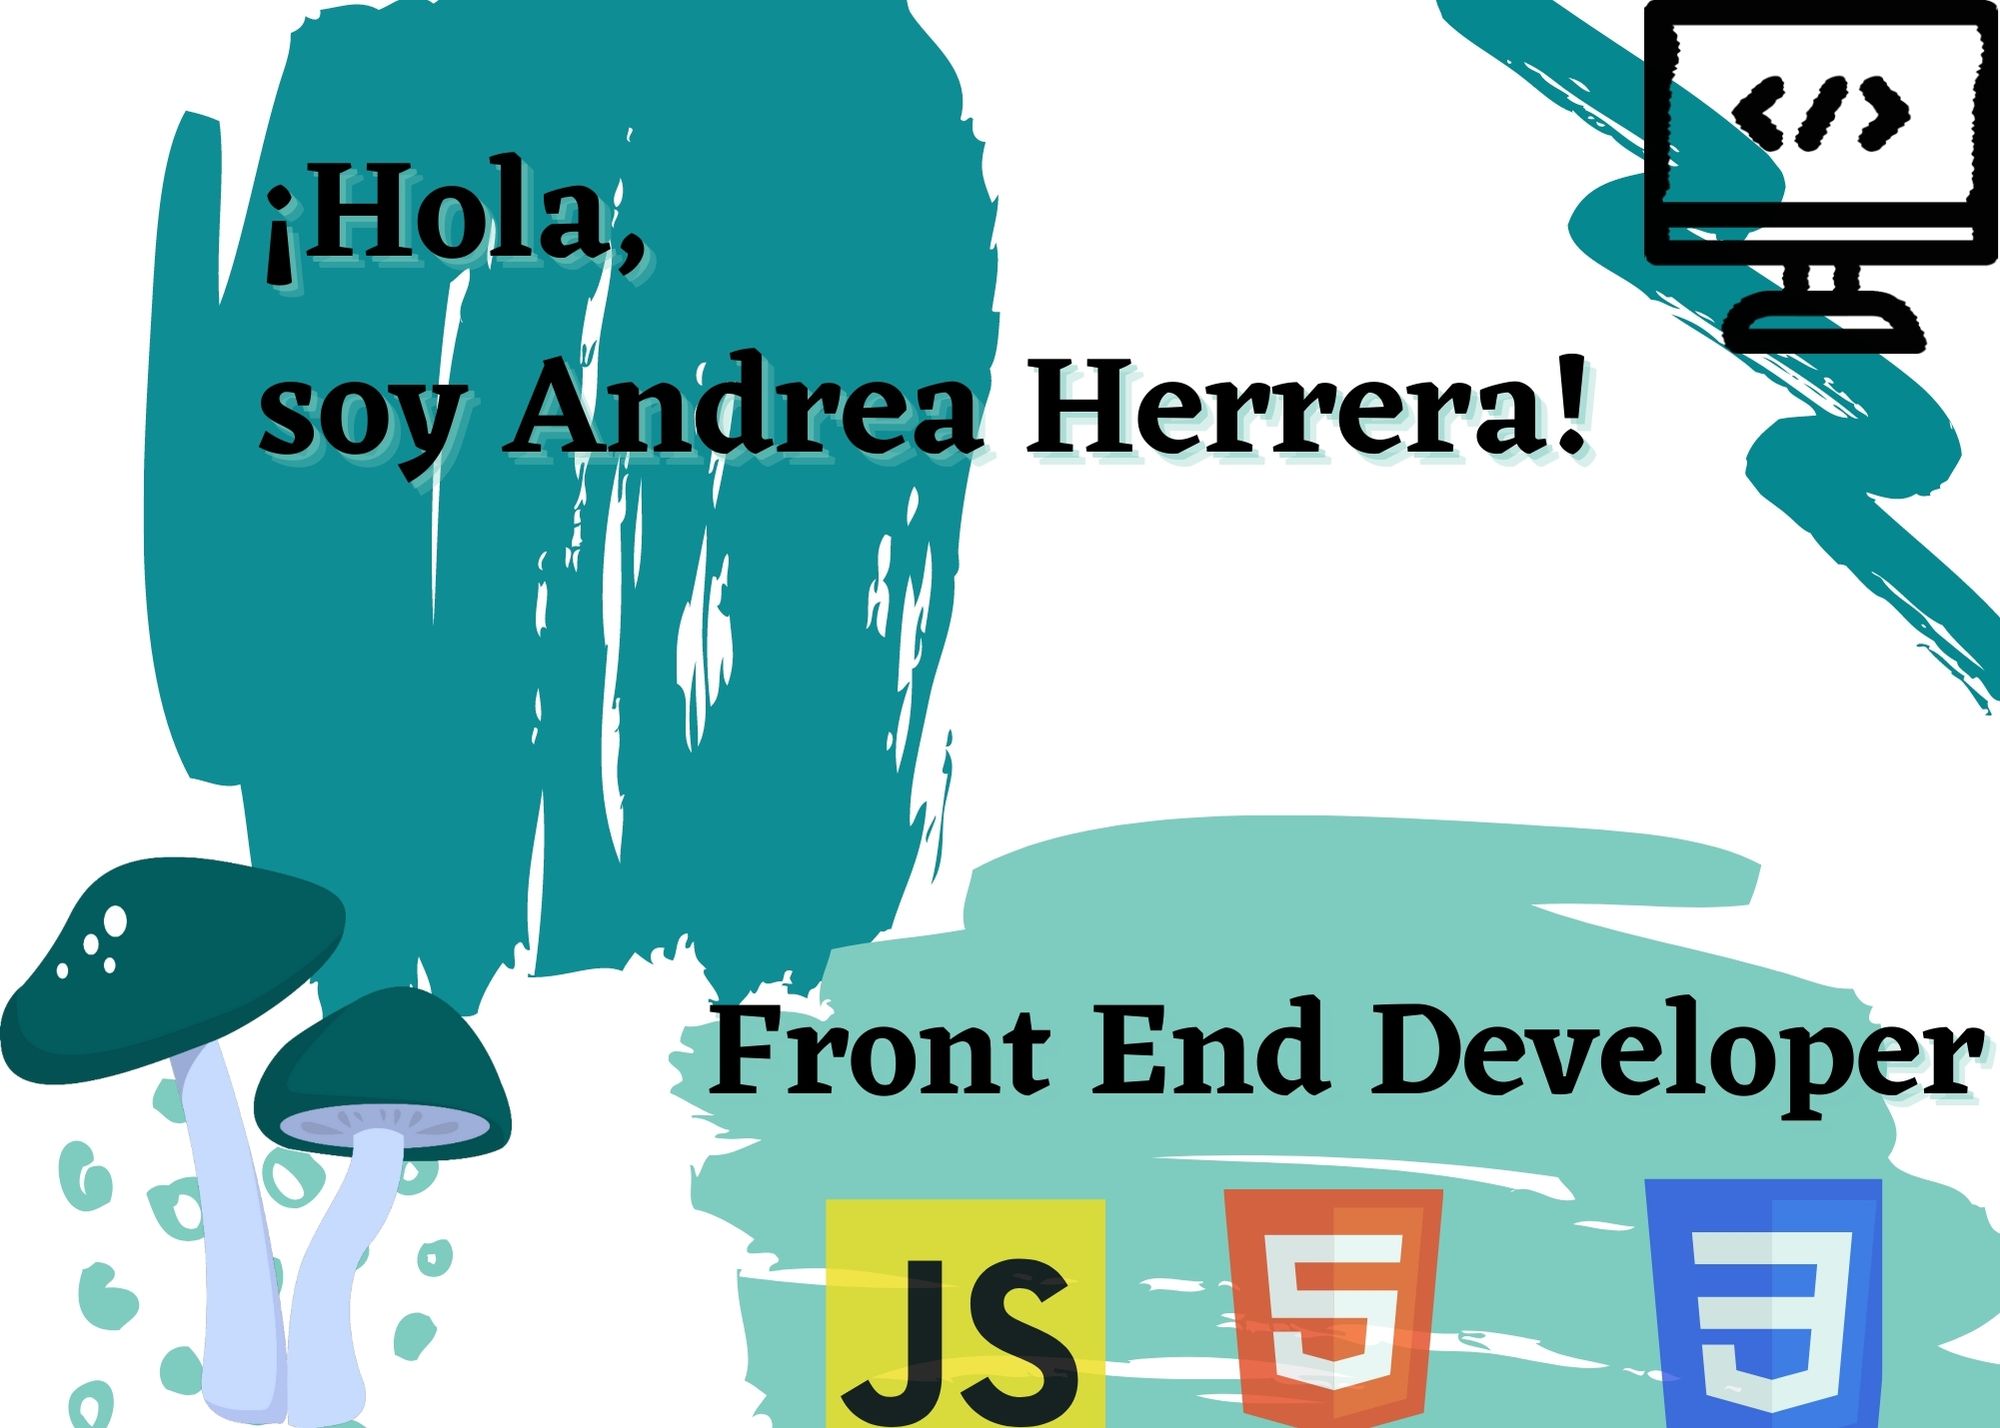 </>
¡Hola,
soy Andrea Herrera!
Front End Developer
JS
5
3